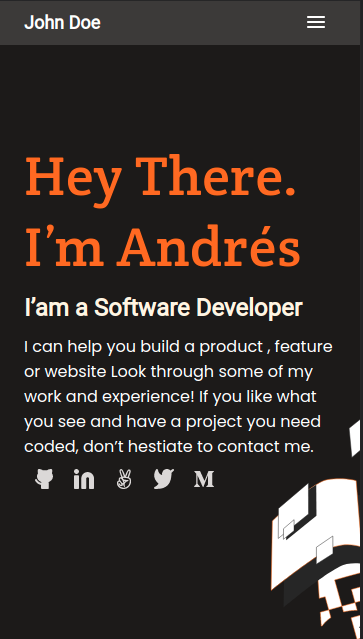 John Doe
Hey There.
I’m Andrés
I’am a Software Developer
I can help you build a product , feature
or website Look through some of my
work and experience! If you like what
you see and have a project you need
coded, don’t hestiate to contact me.